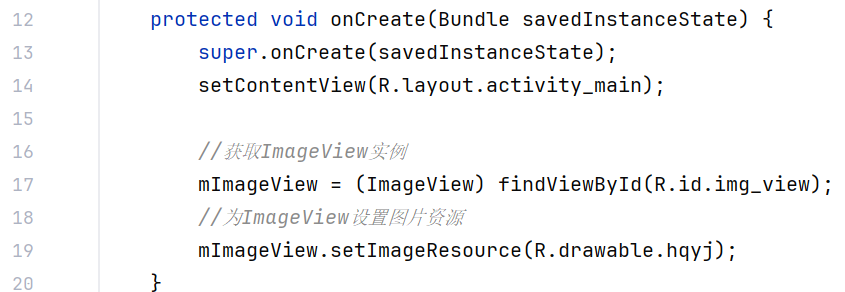 12 protected void onCreate(Bundle savedInstanceState) {
13 super.onCreate(savedInstanceState);
14 setContentView(R.layout.activity_main);
15
16 //获取ImageView实例
17 mImageView = (ImageView) findViewById(R.id.img_view);
18 //为ImageView设置图片资源
19 mImageView.setImageResource(R.drawable.hqyj);
20 }